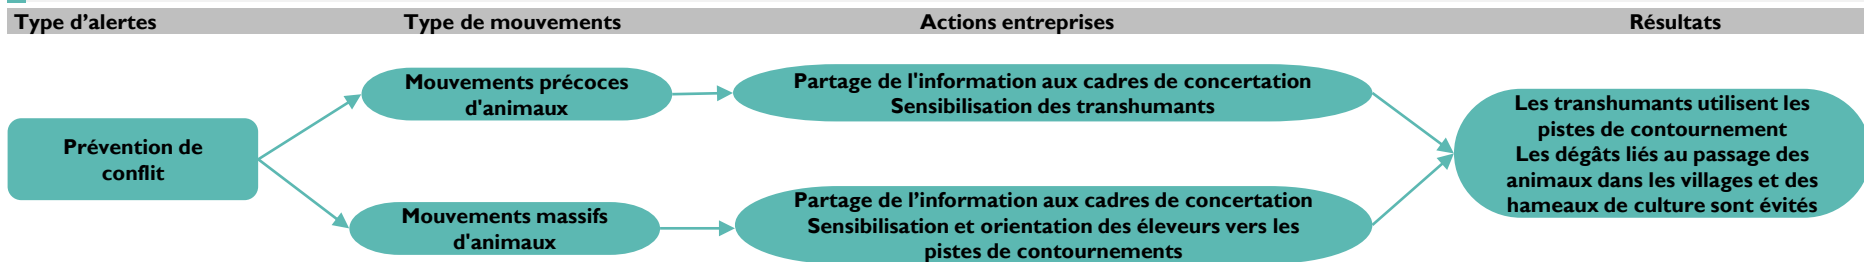 Type d’alertes
Type de mouvements
Actions entreprises
Résultats
Prévention de
conflit
Mouvements précoces
d'animaux
Partage de l'information aux cadres de concertation
Sensibilisation des transhumants
Mouvements massifs
d'animaux
Partage de l’information aux cadres de concertation
Sensibilisation et orientation des éleveurs vers les
pistes de contournements
Les transhumants utilisent les
pistes de contournement
Les dégâts liés au passage des
animaux dans les villages et des
hameaux de culture sont évités